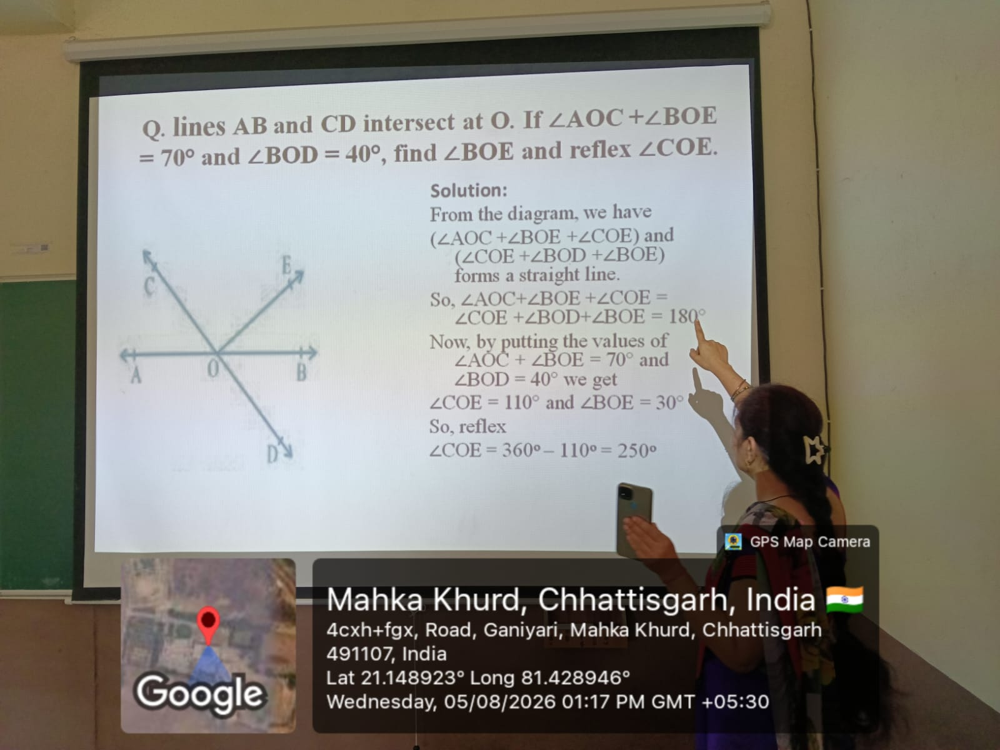 Q. lines AB and CD intersect at O. If ∠AOC +∠BOE
= 70° and ∠BOD = 40°, find ∠BOE and reflex ∠COE.
Solution:
From the diagram, we have
(∠AOC +∠BOE +∠COE) and
(∠COE +∠BOD +∠BOE)
forms a straight line.
So, ∠AOC+∠BOE +∠COE =
∠COE +∠BOD+∠BOE = 180°
Now, by putting the values of
∠AOC + ∠BOE = 70° and
∠BOD = 40° we get
∠COE = 110° and ∠BOE = 30°
So, reflex
∠COE = 360º – 110º = 250º
C
E
A
O
B
D
GPS Map Camera
Google
Mahka Khurd, Chhattisgarh, India
4cxh+fgx, Road, Ganiyari, Mahka Khurd, Chhattisgarh
491107, India
Lat 21.148923° Long 81.428946°
Wednesday, 05/08/2026 01:17 PM GMT +05:30